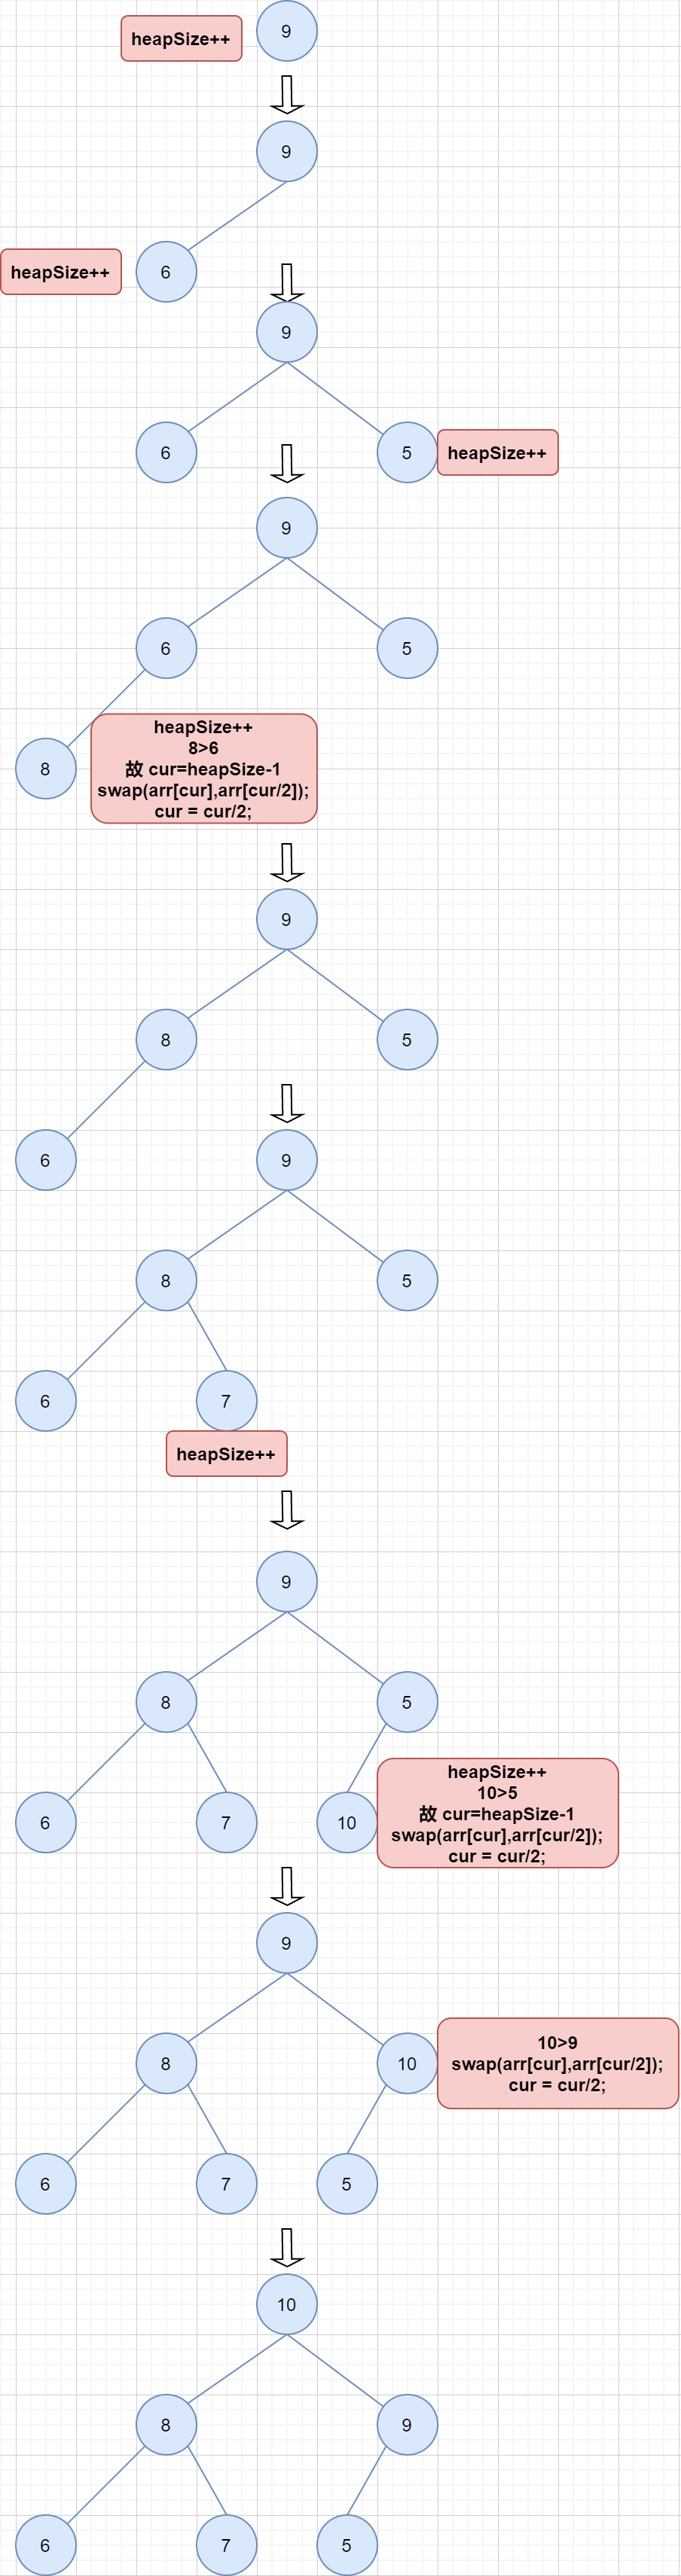 heapSize++
9
9
heapSize++
6
9
6
5
heapSize++
9
6
5
8
heapSize++
8>6
故 cur=heapSize-1
swap(arr[cur],arr[cur/2]);
cur = cur/2;
9
8
5
6
9
8
5
6
7
heapSize++
9
8
5
6
7
10
heapSize++
10>5
故 cur=heapSize-1
swap(arr[cur],arr[cur/2]);
cur = cur/2;
9
8
10
10>9
swap(arr[cur],arr[cur/2]);
cur = cur/2;
6
7
5
10
8
9
6
7
5